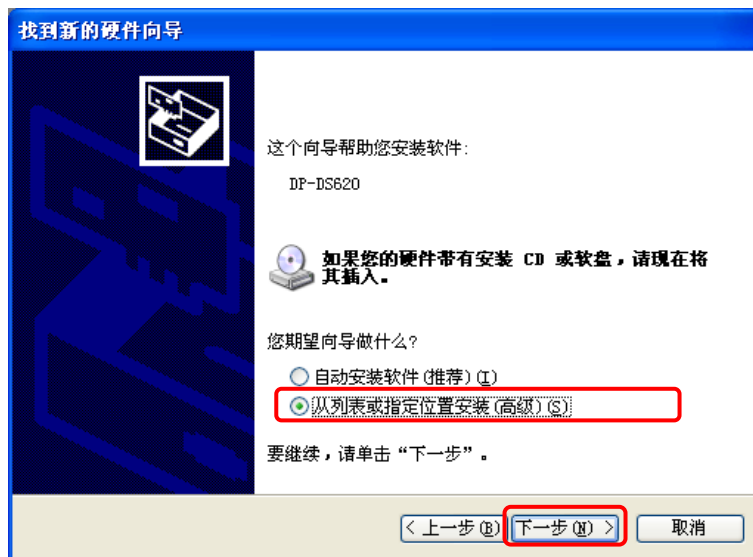 找到新的硬件向导
这个向导帮助您安装软件:
DP-DS620
如果您的硬件带有安装 CD 或软盘，请现在将
其插入。
您期望向导做什么?
自动安装软件(推荐)(I)
从列表或指定位置安装(高级)(S)
要继续，请单击“下一步”。
< 上一步(B) 下一步(N) > 取消